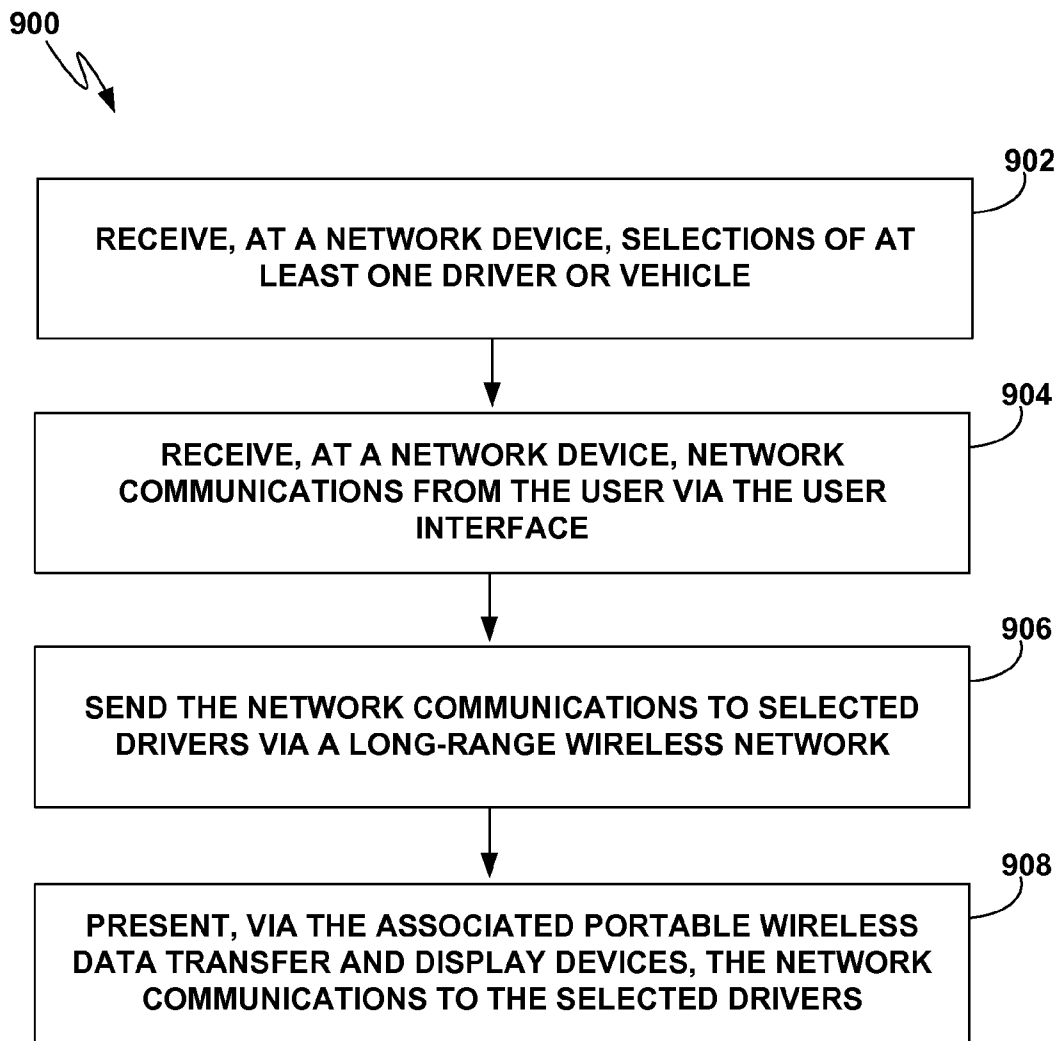 900
902
RECEIVE, AT A NETWORK DEVICE, SELECTIONS OF AT
LEAST ONE DRIVER OR VEHICLE
904
RECEIVE, AT A NETWORK DEVICE, NETWORK
COMMUNICATIONS FROM THE USER VIA THE USER
INTERFACE
906
SEND THE NETWORK COMMUNICATIONS TO SELECTED
DRIVERS VIA A LONG-RANGE WIRELESS NETWORK
908
PRESENT, VIA THE ASSOCIATED PORTABLE WIRELESS
DATA TRANSFER AND DISPLAY DEVICES, THE NETWORK
COMMUNICATIONS TO THE SELECTED DRIVERS